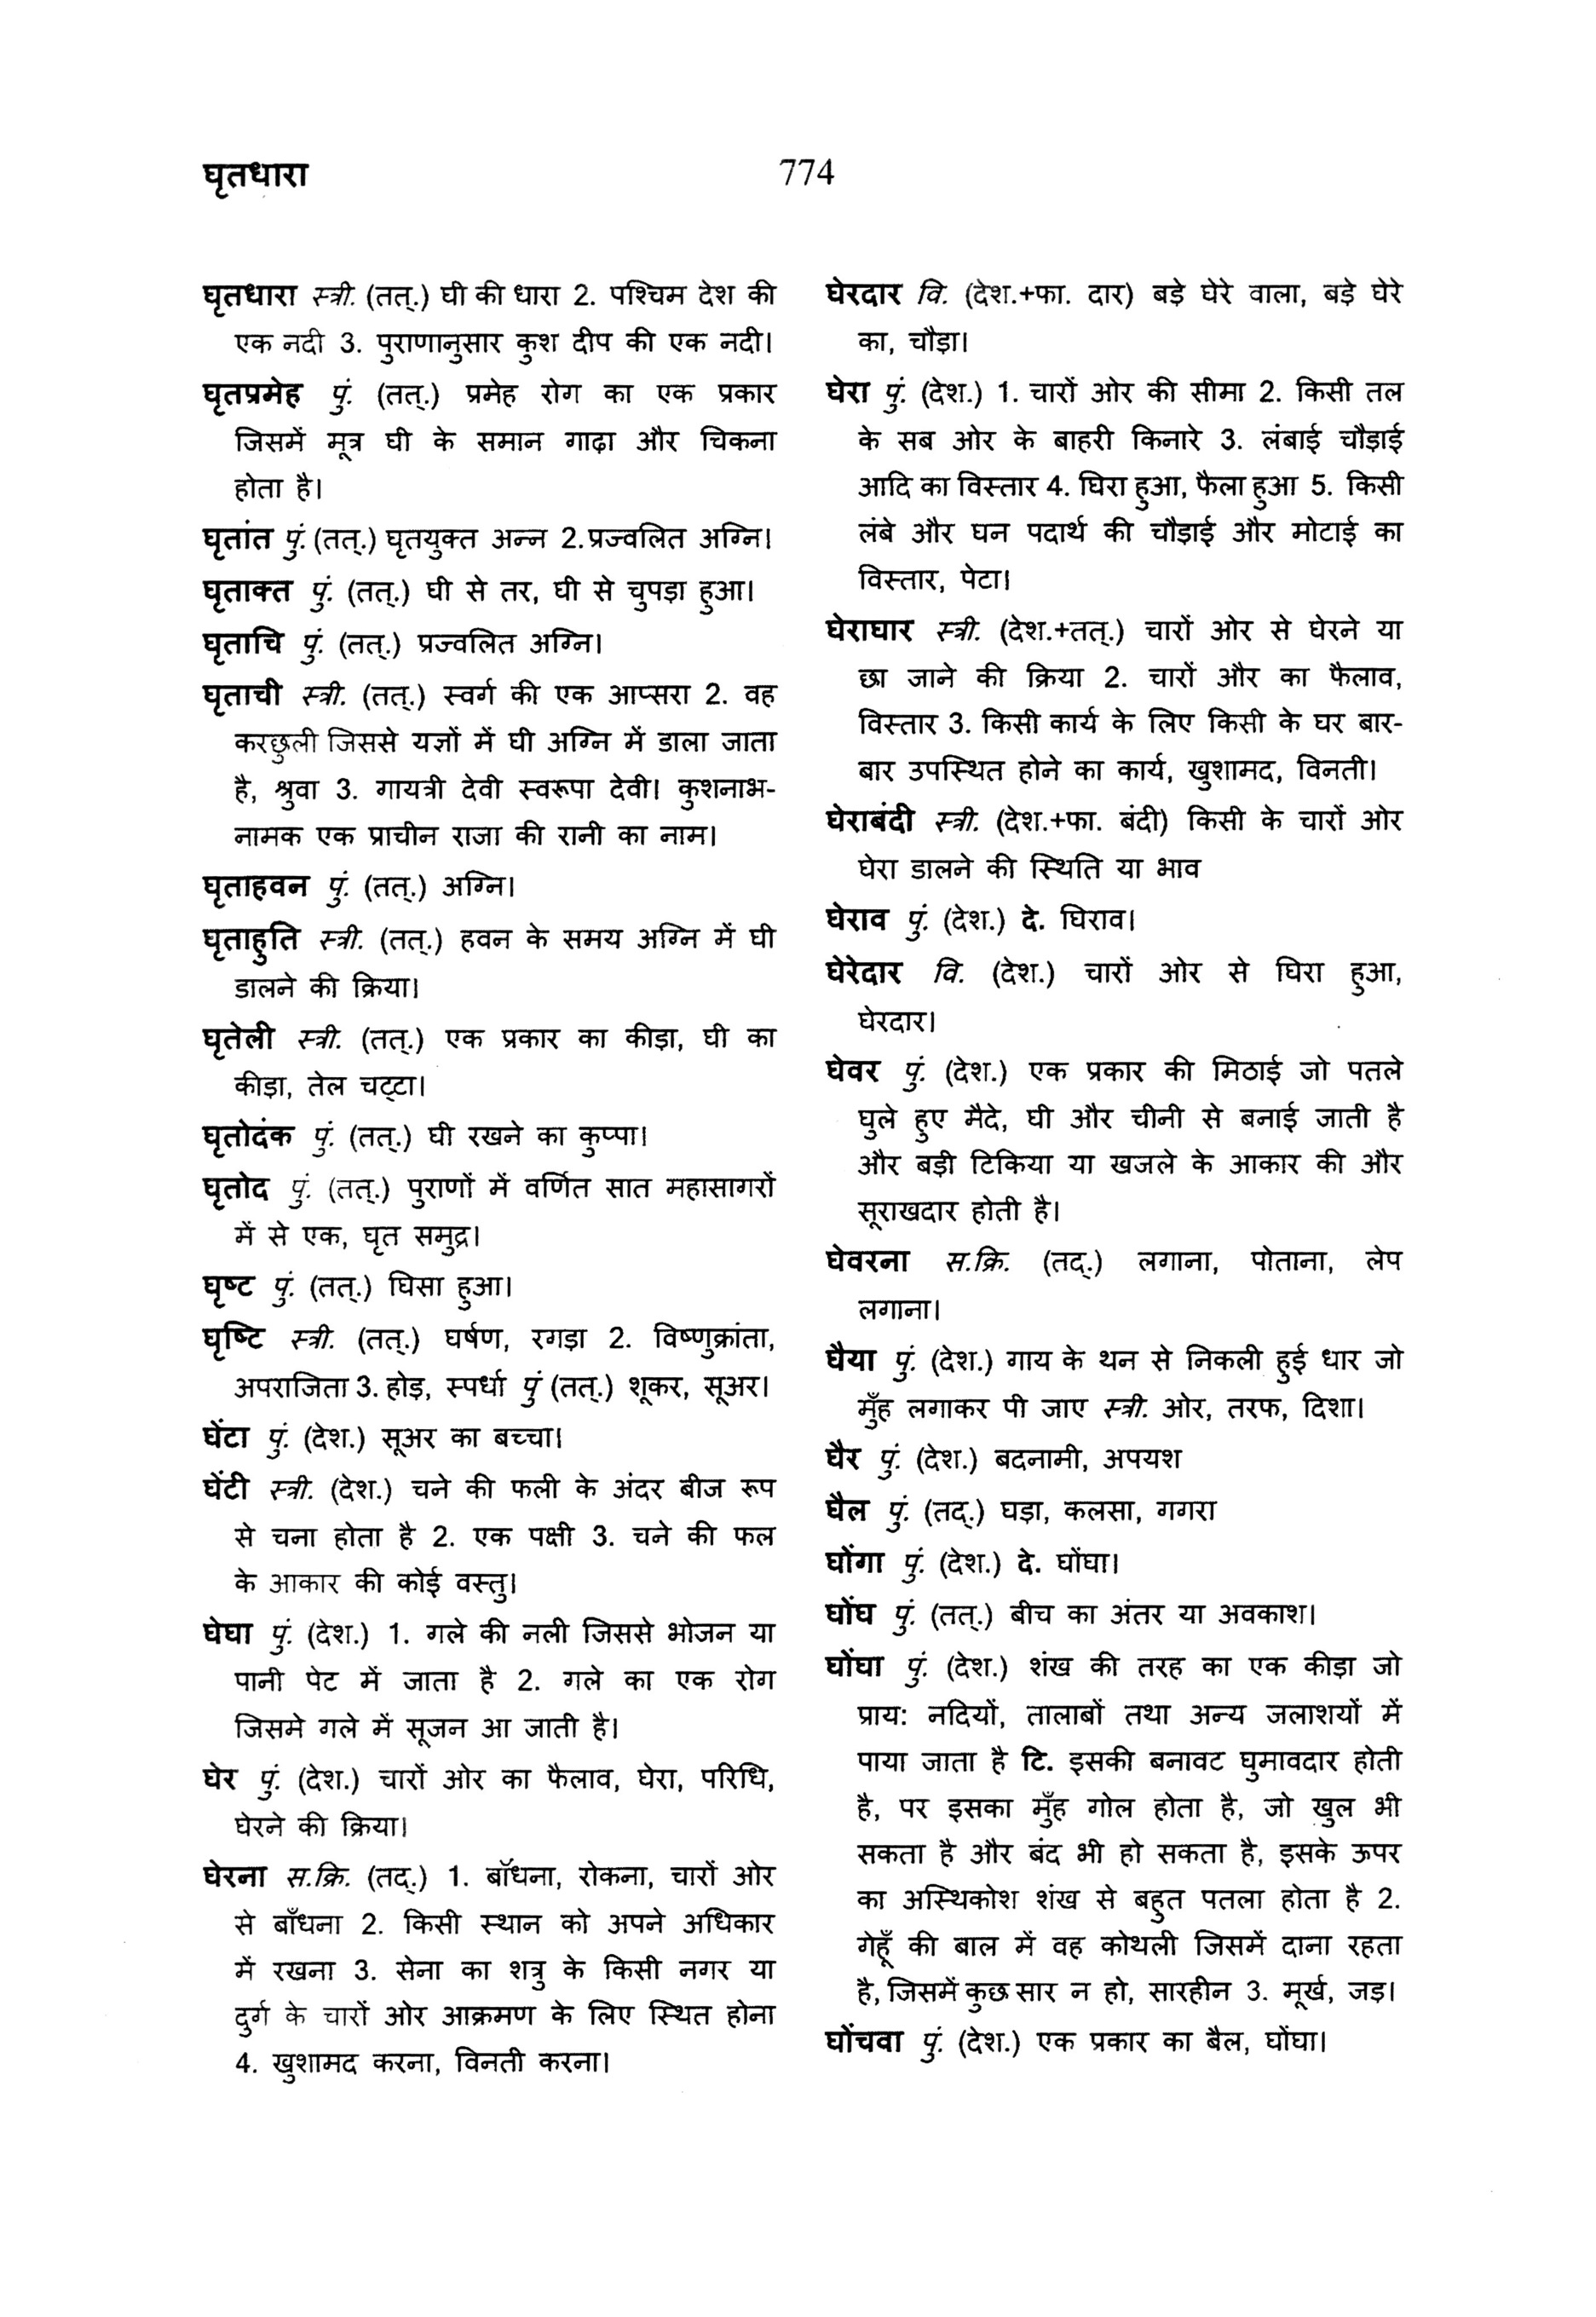 घृतधारा
774
घृतधारा स्त्री. (तत्.) घी की धारा 2. पश्चिम देश की
एक नदी 3. पुराणानुसार कुश दीप की एक नदी।
घृतप्रमेह पुं. (तत्.) प्रमेह रोग का एक प्रकार
जिसमें मूत्र घी के समान गाढ़ा और चिकना
होता है।
घृतांत पुं. (तत्.) घृतयुक्त अन्न 2.प्रज्वलित अग्नि।
घृताक्त पुं. (तत्.) घी से तर, घी से चुपड़ा हुआ।
घृताचि पुं. (तत्.) प्रज्वलित अग्नि।
घृताची स्त्री. (तत्.) स्वर्ग की एक आप्सरा 2. वह
करछुली जिससे यज्ञों में घी अग्नि में डाला जाता
है, श्रुवा 3. गायत्री देवी स्वरूपा देवी। कुशनाभ-
नामक एक प्राचीन राजा की रानी का नाम।
घृताहवन पुं. (तत्.) अग्नि।
घृताहुति स्त्री. (तत्.) हवन के समय अग्नि में घी
डालने की क्रिया।
घृतेली स्त्री. (तत्.) एक प्रकार का कीड़ा, घी का
कीड़ा, तेल चट्टा।
घृतोदंक पुं. (तत्.) घी रखने का कुप्पा।
घृतोद पुं. (तत्.) पुराणों में वर्णित सात महासागरों
में से एक, घृत समुद्र।
घृष्ट पुं. (तत्.) घिसा हुआ।
घृष्टि स्त्री. (तत्.) घर्षण, रगड़ा 2. विष्णुक्रांता,
अपराजिता 3. होड़, स्पर्धा पुं (तत्.) शूकर, सूअर।
घेंटा पुं. (देश.) सूअर का बच्चा।
घेंटी स्त्री. (देश.) चने की फली के अंदर बीज रूप
से चना होता है 2. एक पक्षी 3. चने की फल
के आकार की कोई वस्तु।
घेघा पुं. (देश.) 1. गले की नली जिससे भोजन या
पानी पेट में जाता है 2. गले का एक रोग
जिसमे गले में सूजन आ जाती है।
घेर पुं. (देश.) चारों ओर का फैलाव, घेरा, परिधि,
घेरने की क्रिया।
घेरना स.क्रि. (तद्.) 1. बाँधना, रोकना, चारों ओर
से बाँधना 2. किसी स्थान को अपने अधिकार
में रखना 3. सेना का शत्रु के किसी नगर या
दुर्ग के चारों ओर आक्रमण के लिए स्थित होना
4. खुशामद करना, विनती करना।
घेरदार वि. (देश.+फा. दार) बड़े घेरे वाला, बड़े घेरे
का, चौड़ा।
घेरा पुं. (देश.) 1. चारों ओर की सीमा 2. किसी तल
के सब ओर के बाहरी किनारे 3. लंबाई चौड़ाई
आदि का विस्तार 4. घिरा हुआ, फैला हुआ 5. किसी
लंबे और घन पदार्थ की चौड़ाई और मोटाई का
विस्तार, पेटा।
घेराघार स्त्री. (देश.+तत्.) चारों ओर से घेरने या
छा जाने की क्रिया 2. चारों और का फैलाव,
विस्तार 3. किसी कार्य के लिए किसी के घर बार-
बार उपस्थित होने का कार्य, खुशामद, विनती।
घेराबंदी स्त्री. (देश.+फा. बंदी) किसी के चारों ओर
घेरा डालने की स्थिति या भाव
घेराव पुं. (देश.) दे. घिराव।
घेरेदार वि. (देश.) चारों ओर से घिरा हुआ,
घेरदार।
घेवर पुं. (देश.) एक प्रकार की मिठाई जो पतले
घुले हुए मैदे, घी और चीनी से बनाई जाती है
और बड़ी टिकिया या खजले के आकार की और
सूराखदार होती है।
घेवरना स.क्रि. (तद्.) लगाना, पोताना, लेप
लगाना।
घैया पुं. (देश.) गाय के थन से निकली हुई धार जो
मुँह लगाकर पी जाए स्त्री. ओर, तरफ, दिशा।
घैर पुं. (देश.) बदनामी, अपयश
घैल पुं. (तद्.) घड़ा, कलसा, गगरा
घोंगा पुं. (देश.) दे. घोंघा।
घोंघ पुं. (तत्.) बीच का अंतर या अवकाश।
घोंघा पुं. (देश.) शंख की तरह का एक कीड़ा जो
प्राय: नदियों, तालाबों तथा अन्य जलाशयों में
पाया जाता है टि. इसकी बनावट घुमावदार होती
है, पर इसका मुँह गोल होता है, जो खुल भी
सकता है और बंद भी हो सकता है, इसके ऊपर
का अस्थिकोश शंख से बहुत पतला होता है 2.
गेहूँ की बाल में वह कोथली जिसमें दाना रहता
है, जिसमें कुछ सार न हो, सारहीन 3. मूर्ख, जड़।
घोंचवा पुं. (देश.) एक प्रकार का बैल, घोंघा।